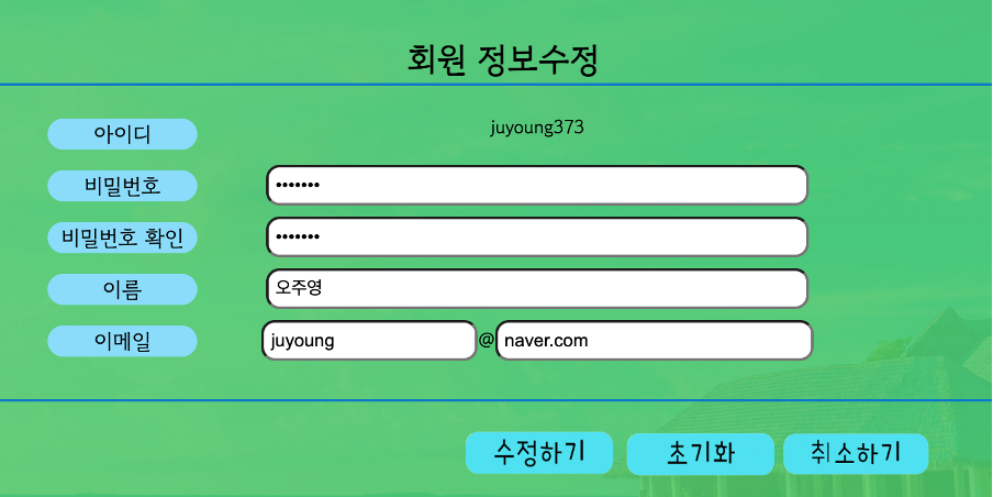 회원 정보수정
아이디 juyoung373
비밀번호 •••••••
비밀번호 확인 •••••••
이름 오주영
이메일 juyoung @ naver.com
수정하기 초기화 취소하기